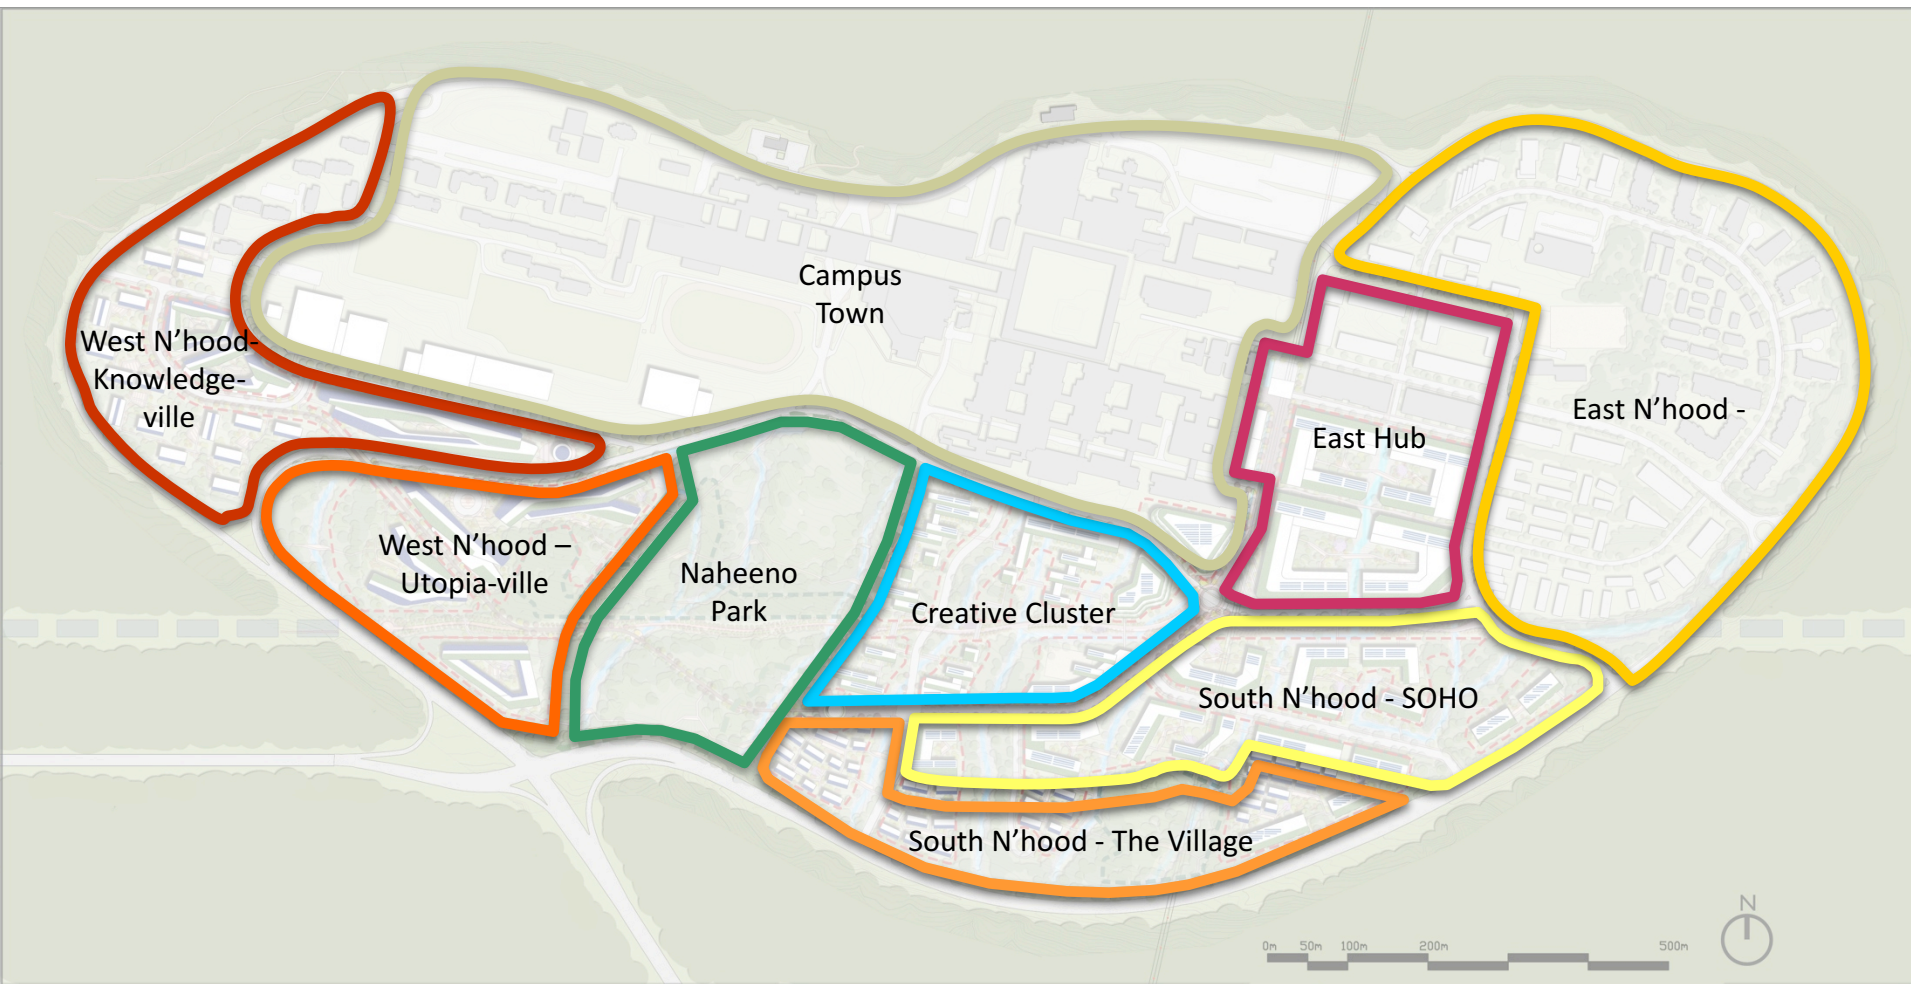 Campus
Town
West N'hood-
Knowledge-
ville
East N'hood -
East Hub
West N'hood –
Utopia-ville
Naheeno
Park
Creative Cluster
South N'hood - SOHO
South N'hood - The Village
N
0m 50m 100m 200m 500m